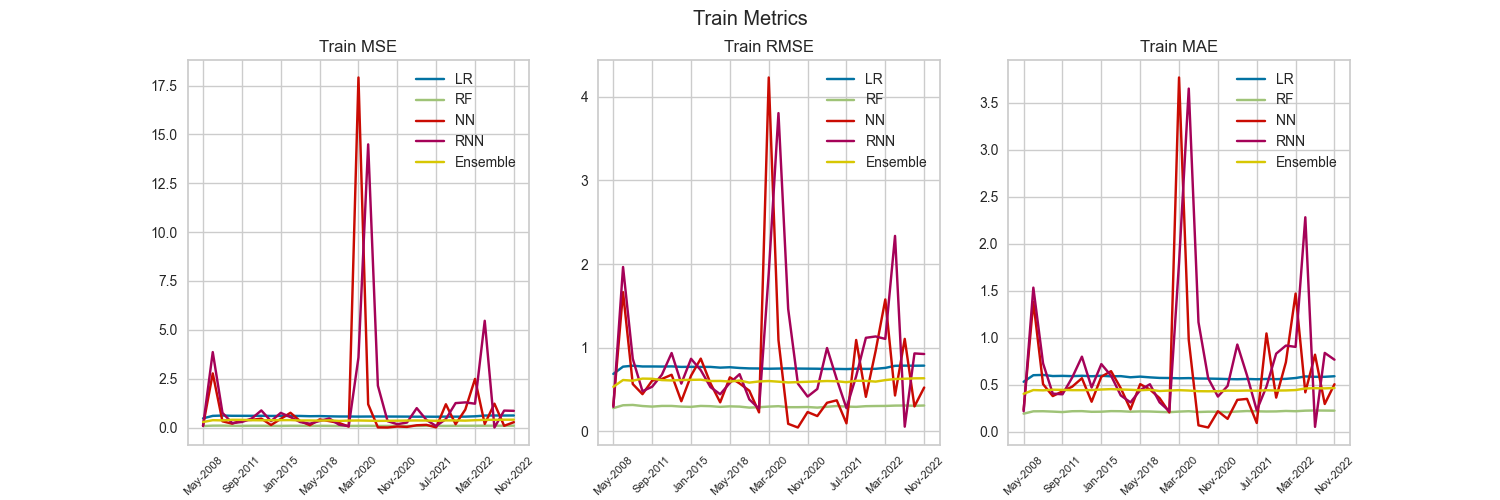 Train Metrics
Train MSE
17.5
15.0
12.5
10.0
7.5
5.0
2.5
0.0
LR
RF
NN
RNN
Ensemble
May-2008
Sep-2011
Jan-2015
May-2018
Mar-2020
Nov-2020
Jul-2021
Mar-2022
Nov-2022
Train RMSE
4
3
2
1
0
LR
RF
NN
RNN
Ensemble
May-2008
Sep-2011
Jan-2015
May-2018
Mar-2020
Nov-2020
Jul-2021
Mar-2022
Nov-2022
Train MAE
3.5
3.0
2.5
2.0
1.5
1.0
0.5
0.0
LR
RF
NN
RNN
Ensemble
May-2008
Sep-2011
Jan-2015
May-2018
Mar-2020
Nov-2020
Jul-2021
Mar-2022
Nov-2022